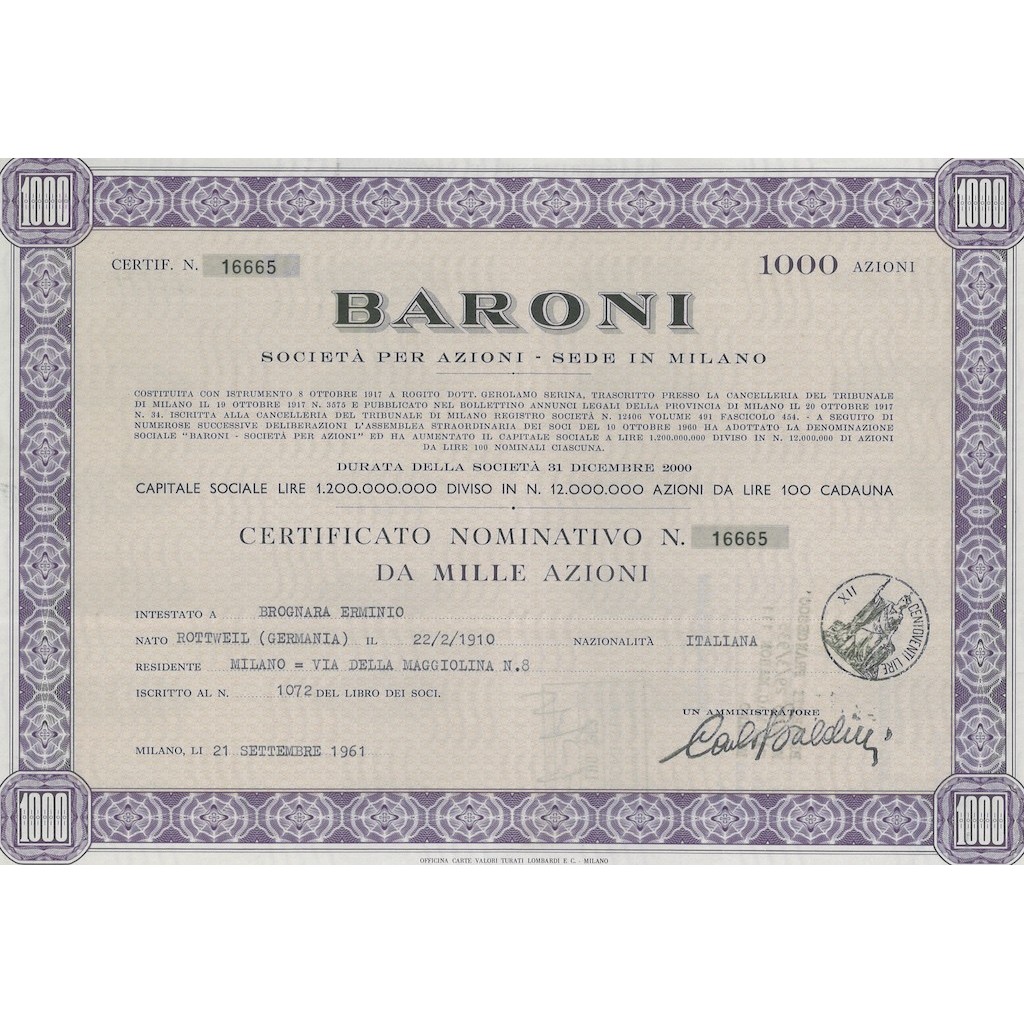 1000 1000
CERTIF. N. 16665 1000 AZIONI
BARONI
SOCIETÀ PER AZIONI - SEDE IN MILANO
COSTITUITA CON ISTRUMENTO 8 OTTOBRE 1917 A ROGITO DOTT. GEROLAMO SERINA, TRASCRITTO PRESSO LA CANCELLERIA DEL TRIBUNALE
DI MILANO IL 19 OTTOBRE 1917 N. 3575 E PUBBLICATO NEL BOLLETTINO ANNUNCI LEGALI DELLA PROVINCIA DI MILANO IL 20 OTTOBRE 1917
N. 34. ISCRITTA ALLA CANCELLERIA DEL TRIBUNALE DI MILANO REGISTRO SOCIETÀ N. 12406 VOLUME 491 FASCICOLO 454. - A SEGUITO DI
NUMEROSE SUCCESSIVE DELIBERAZIONI L'ASSEMBLEA STRAORDINARIA DEI SOCI DEL 10 OTTOBRE 1960 HA ADOTTATO LA DENOMINAZIONE
SOCIALE "BARONI - SOCIETÀ PER AZIONI" ED HA AUMENTATO IL CAPITALE SOCIALE A LIRE 1.200.000.000 DIVISO IN N. 12.000.000 DI AZIONI
DA LIRE 100 NOMINALI CIASCUNA.
DURATA DELLA SOCIETÀ 31 DICEMBRE 2000
CAPITALE SOCIALE LIRE 1.200.000.000 DIVISO IN N. 12.000.000 AZIONI DA LIRE 100 CADAUNA
CERTIFICATO NOMINATIVO N. 16665
DA MILLE AZIONI
INTESTATO A BROGNARA ERMINIO
NATO ROTTWEIL (GERMANIA) IL 22/2/1910 NAZIONALITÀ ITALIANA
RESIDENTE MILANO = VIA DELLA MAGGIOLINA N.8
ISCRITTO AL N. 1072 DEL LIBRO DEI SOCI.
XII CENTOVENTI LIRE
UN AMMINISTRATORE
Carlo Baldini
MILANO, LI 21 SETTEMBRE 1961
1000 1000
OFFICINA CARTE VALORI TURATI LOMBARDI E C. - MILANO